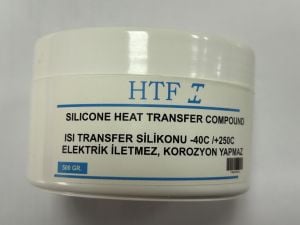 HTF
SILICONE HEAT TRANSFER COMPOUND
ISI TRANSFER SİLİKONU -40C /+250C
ELEKTRİK İLETMEZ, KOROZYON YAPMAZ
500 GR.